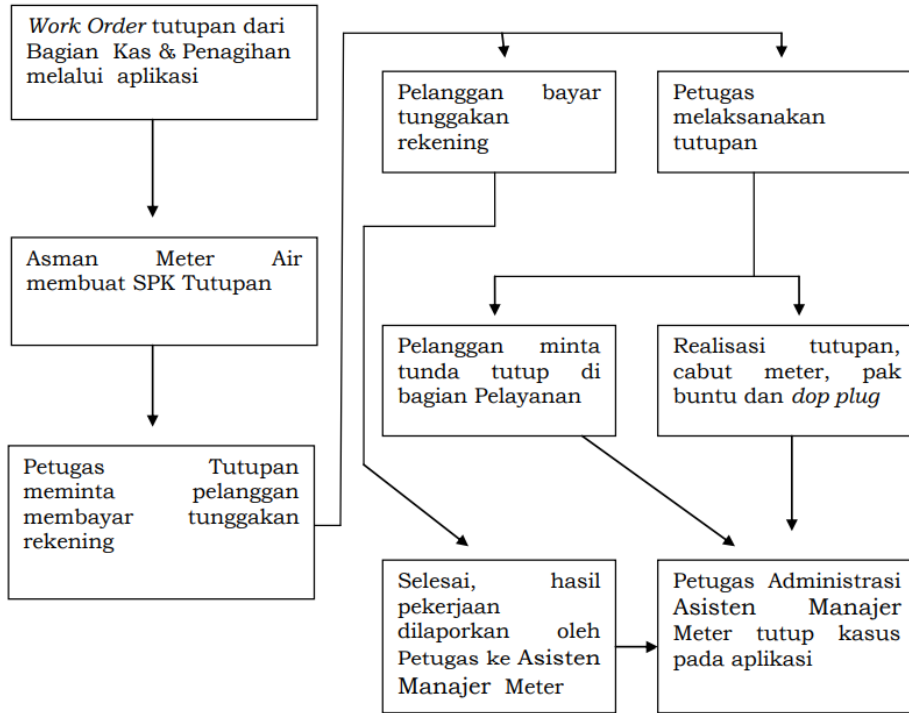 Work Order tutupan dari
Bagian Kas & Penagihan
melalui aplikasi
Asman Meter Air
membuat SPK Tutupan
Petugas Tutupan
meminta pelanggan
membayar tunggakan
rekening
Pelanggan bayar
tunggakan
rekening
Petugas
melaksanakan
tutupan
Pelanggan minta
tunda tutup di
bagian Pelayanan
Realisasi tutupan,
cabut meter, pak
buntu dan dop plug
Selesai, hasil
pekerjaan
dilaporkan oleh
Petugas ke Asisten
Manajer Meter
Petugas Administrasi
Asisten Manajer
Meter tutup kasus
pada aplikasi